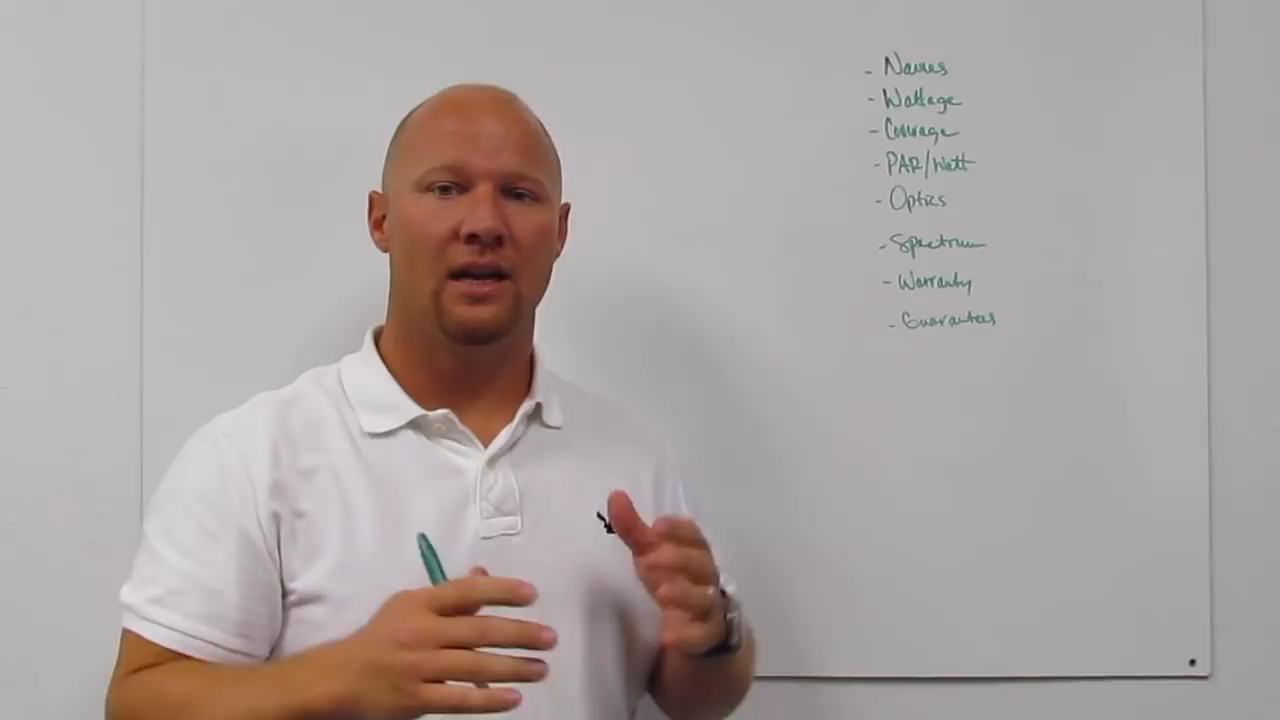 - Names
- Wattage
- Coverage
- PAR/Watt
- Optics
- Spectrum
- Warranty
- Guarantees